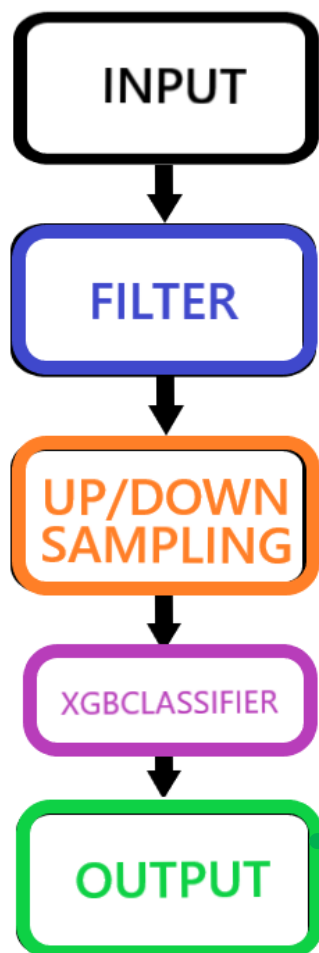 INPUT
FILTER
UP/DOWN
SAMPLING
XGBCLASSIFIER
OUTPUT